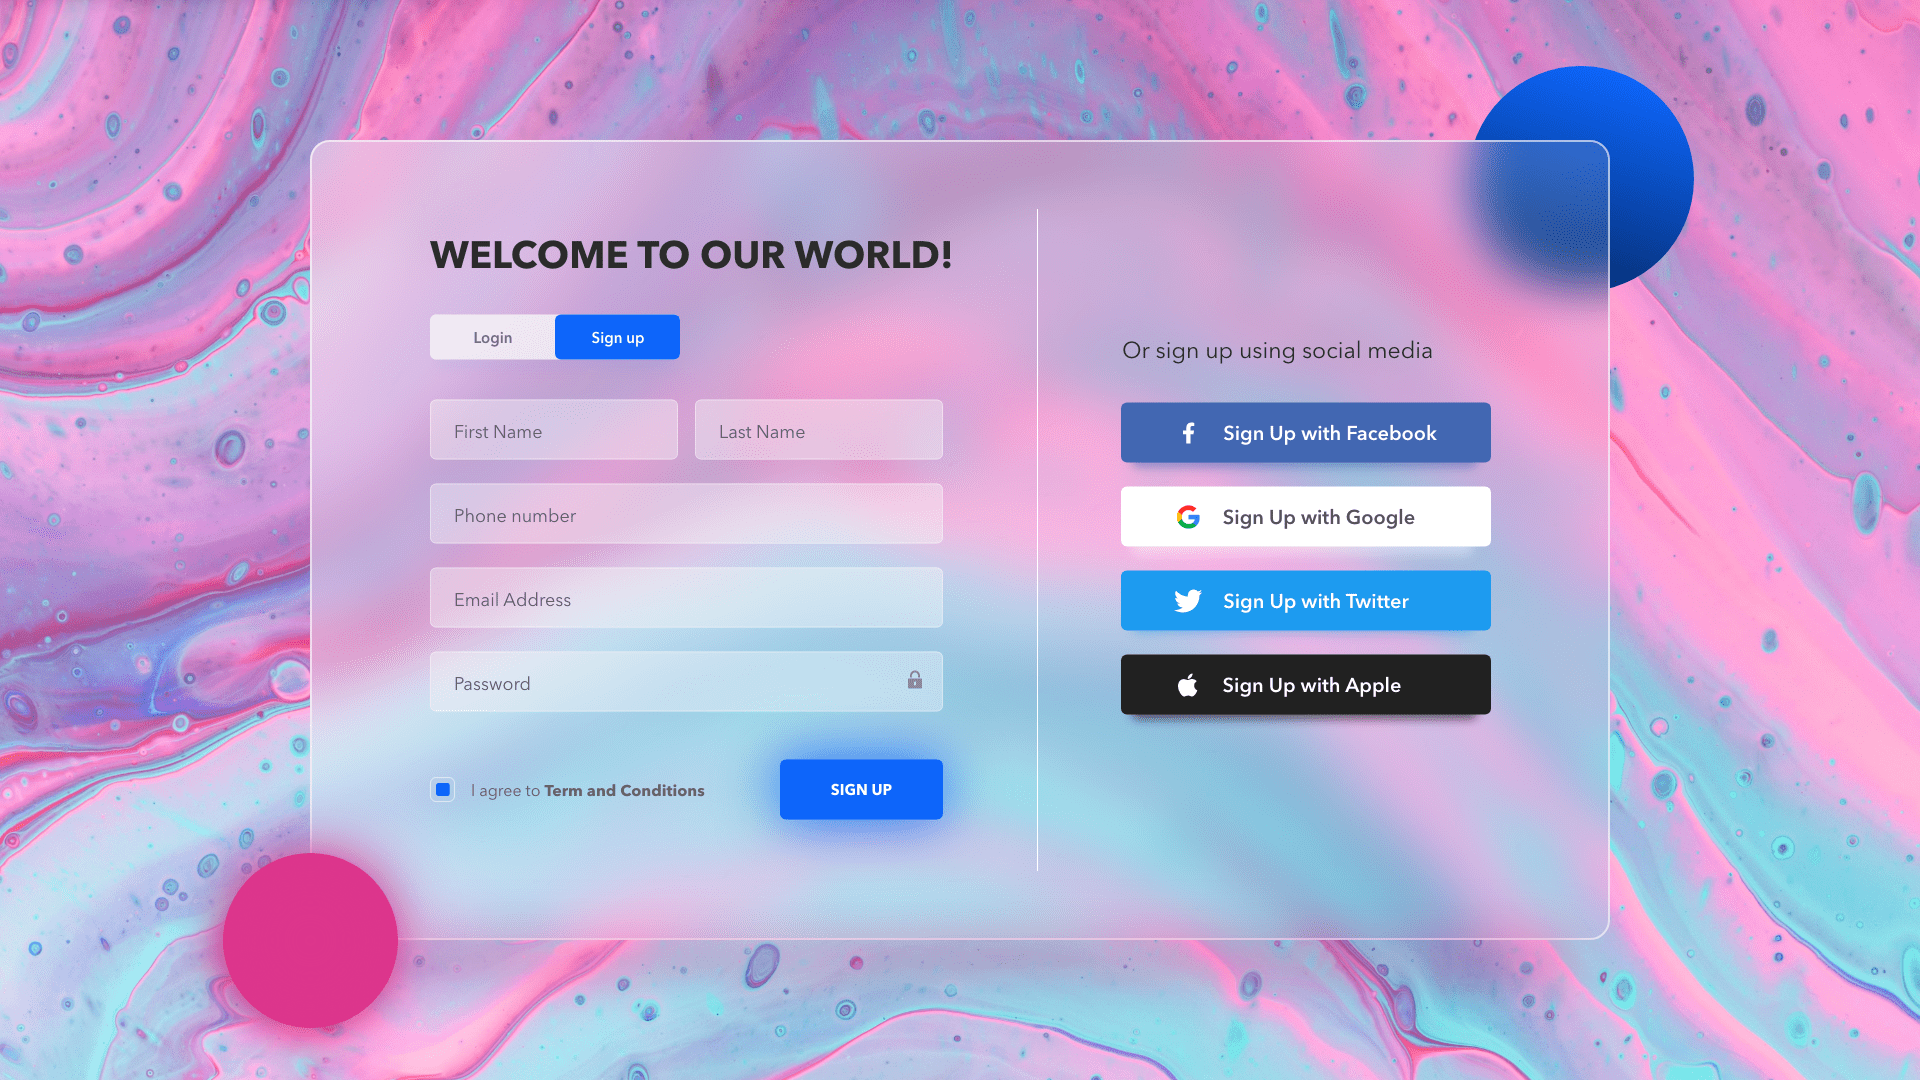 WELCOME TO OUR WORLD!
Login
Sign up
First Name
Last Name
Phone number
Email Address
Password
I agree to Term and Conditions
SIGN UP
Or sign up using social media
Sign Up with Facebook
Sign Up with Google
Sign Up with Twitter
Sign Up with Apple